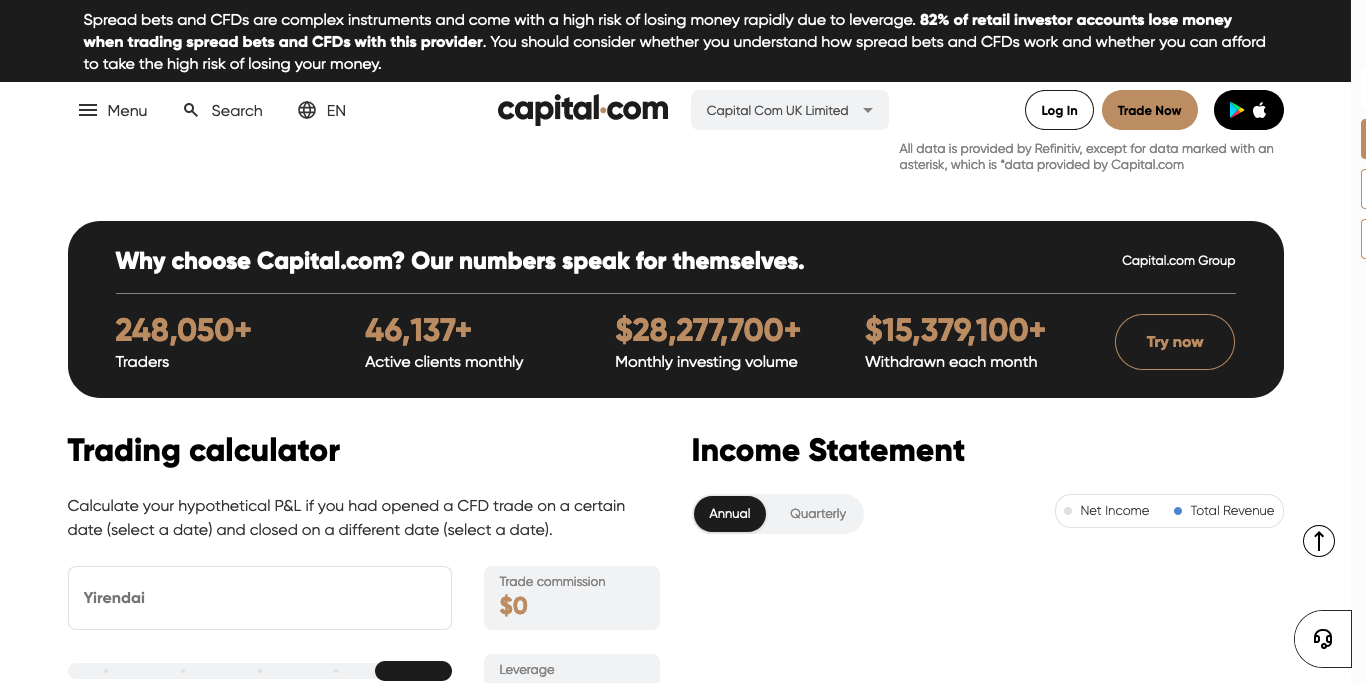 Spread bets and CFDs are complex instruments and come with a high risk of losing money rapidly due to leverage. 82% of retail investor accounts lose money
when trading spread bets and CFDs with this provider. You should consider whether you understand how spread bets and CFDs work and whether you can afford
to take the high risk of losing your money.
Menu
Search
EN
capital.com
Capital Com UK Limited
Log In
Trade Now
All data is provided by Refinitiv, except for data marked with an
asterisk, which is *data provided by Capital.com
Why choose Capital.com? Our numbers speak for themselves.
Capital.com Group
248,050+
Traders
46,137+
Active clients monthly
$28,277,700+
Monthly investing volume
$15,379,100+
Withdrawn each month
Try now
Trading calculator
Calculate your hypothetical P&L if you had opened a CFD trade on a certain
date (select a date) and closed on a different date (select a date).
Yirendai
Trade commission
$0
Leverage
Income Statement
Annual
Quarterly
Net Income
Total Revenue